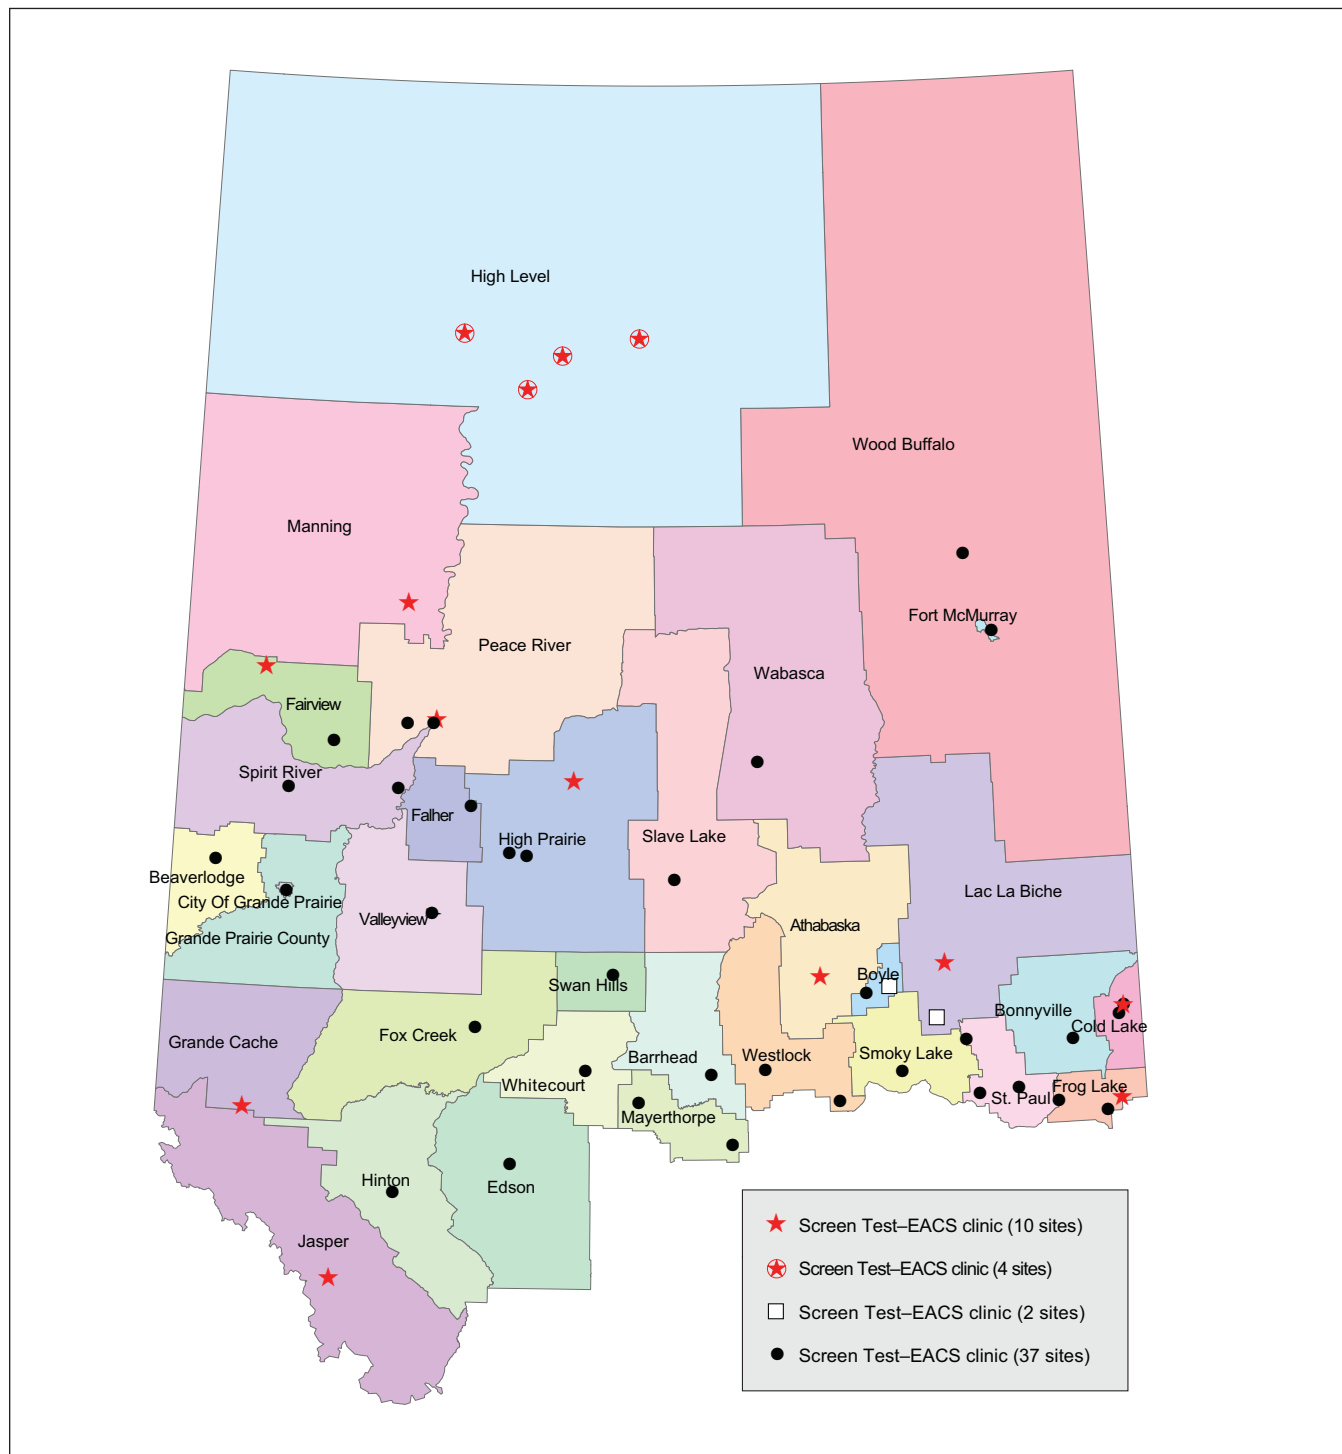 High Level
Wood Buffalo
Manning
Fort McMurray
Peace River
Wabasca
Fairview
Spirit River
Falher
High Prairie
Slave Lake
Beaverlodge
City Of Grande Prairie
Lac La Biche
Valleyview
Athabaska
Grande Prairie County
Boyle
Swan Hills
Bonnyville
Cold Lake
Fox Creek
Grande Cache
Barrhead
Westlock
Smoky Lake
Whitecourt
Frog Lake
St. Paul
Mayerthorpe
Hinton
Edson
Jasper
Screen Test–EACS clinic (10 sites)
Screen Test–EACS clinic (4 sites)
Screen Test–EACS clinic (2 sites)
Screen Test–EACS clinic (37 sites)